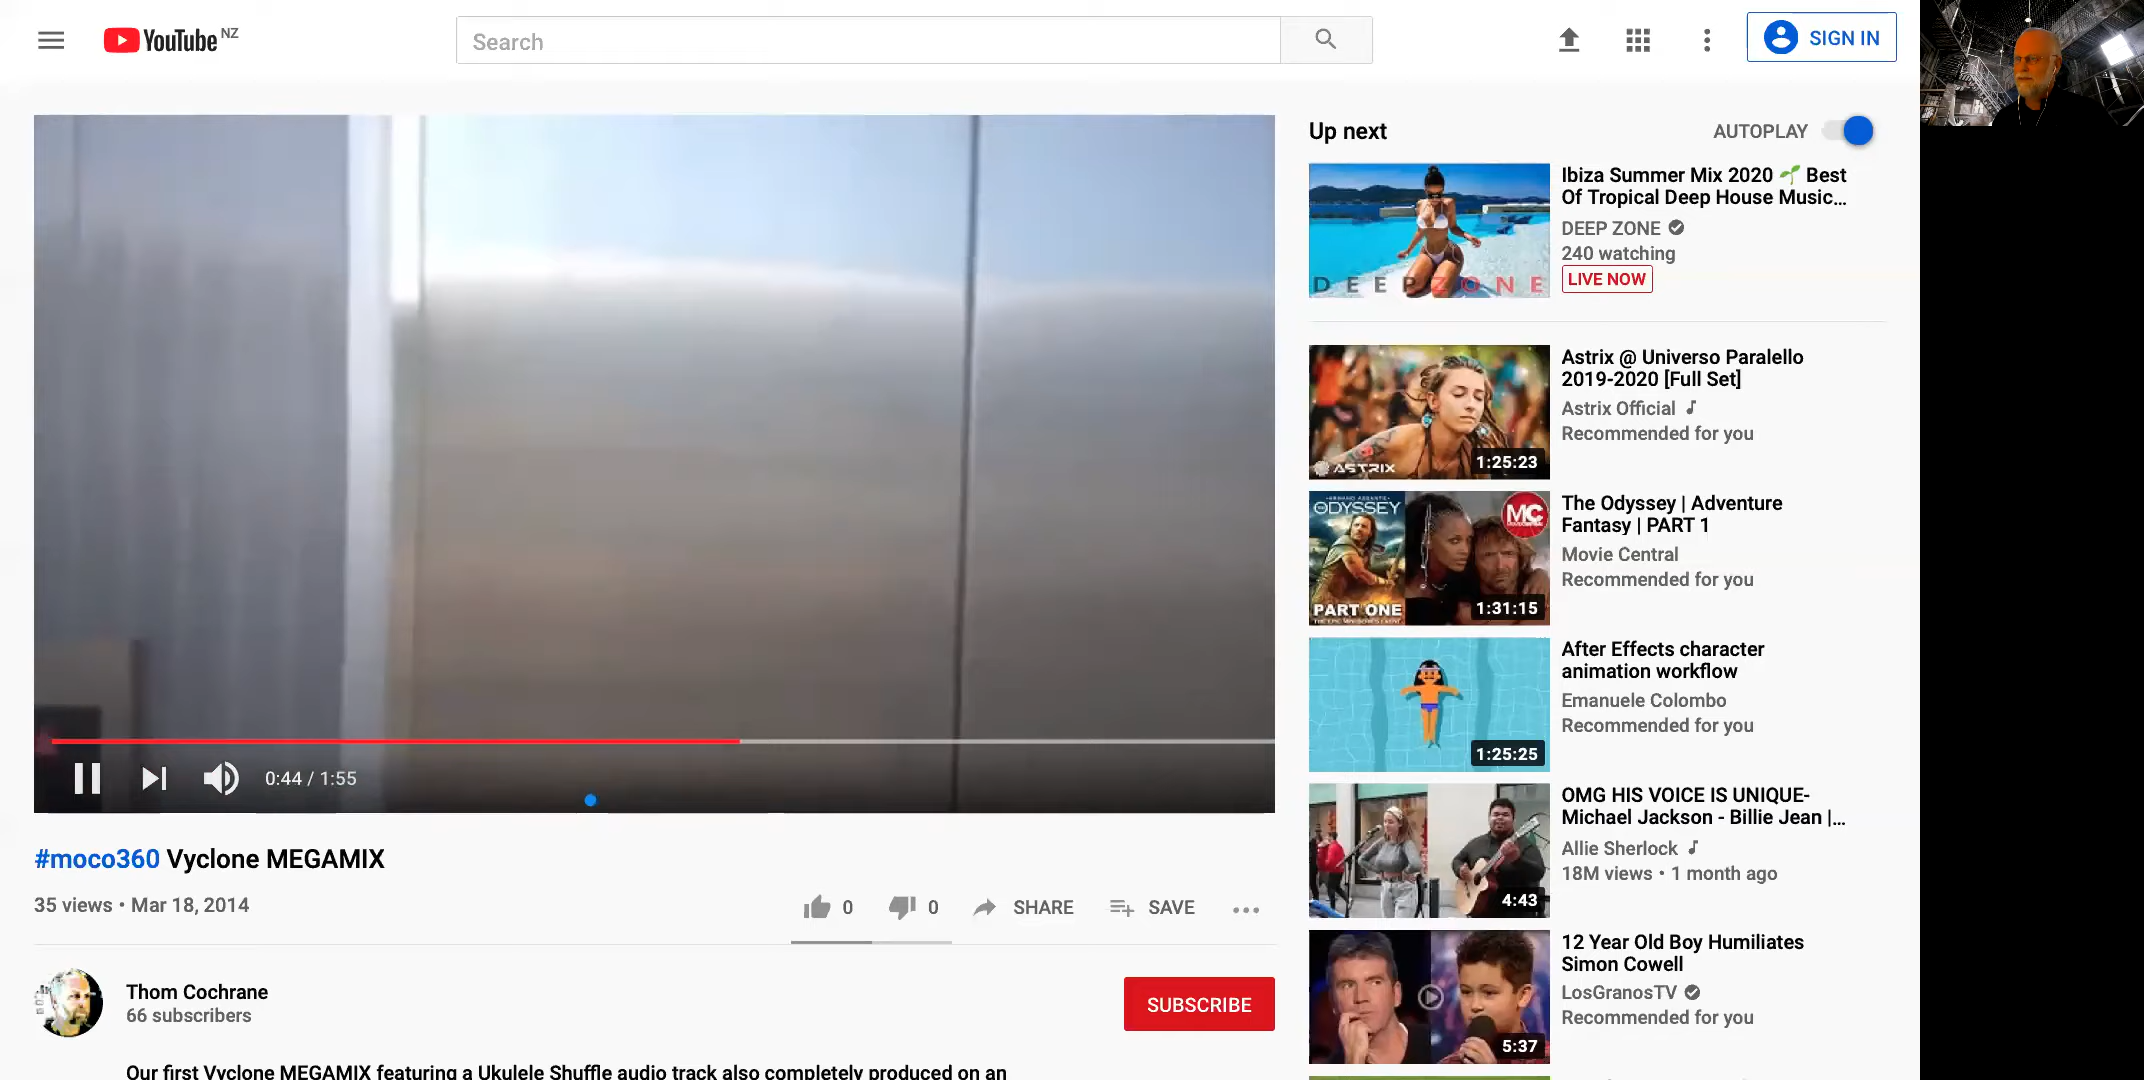 YouTube NZ
Search
SIGN IN
0:44 / 1:55
#moco360 Vyclone MEGAMIX
35 views • Mar 18, 2014
0
0
SHARE
SAVE
Thom Cochrane
66 subscribers
SUBSCRIBE
Our first Vyclone MEGAMIX featuring a Ukulele Shuffle audio track also completely produced on an
Up next
AUTOPLAY
DEEP ZONE
Ibiza Summer Mix 2020 🌱 Best
Of Tropical Deep House Music...
DEEP ZONE
240 watching
LIVE NOW
ASTRIX
1:25:23
Astrix @ Universo Paralello
2019-2020 [Full Set]
Astrix Official
Recommended for you
ODYSSEY
MC
PART ONE
1:31:15
The Odyssey | Adventure
Fantasy | PART 1
Movie Central
Recommended for you
1:25:25
After Effects character
animation workflow
Emanuele Colombo
Recommended for you
4:43
OMG HIS VOICE IS UNIQUE-
Michael Jackson - Billie Jean |...
Allie Sherlock
18M views • 1 month ago
5:37
12 Year Old Boy Humiliates
Simon Cowell
LosGranosTV
Recommended for you